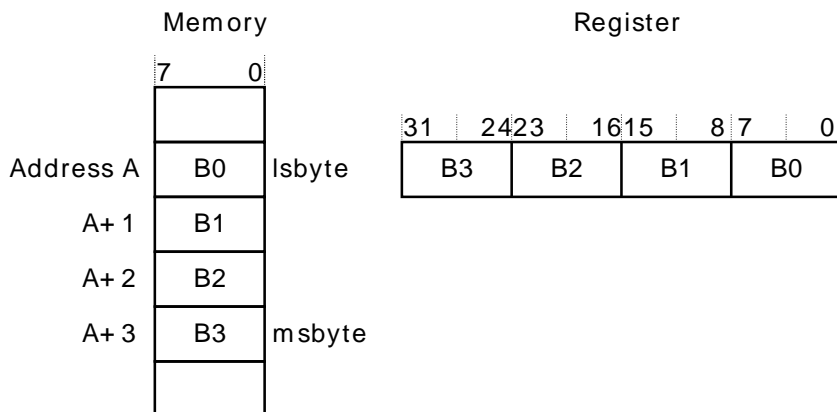 Memory
Register
7 0
31 24 23 16 15 8 7 0
Address A B0 lsbyte
B3 B2 B1 B0
A+1 B1
A+2 B2
A+3 B3 msbyte